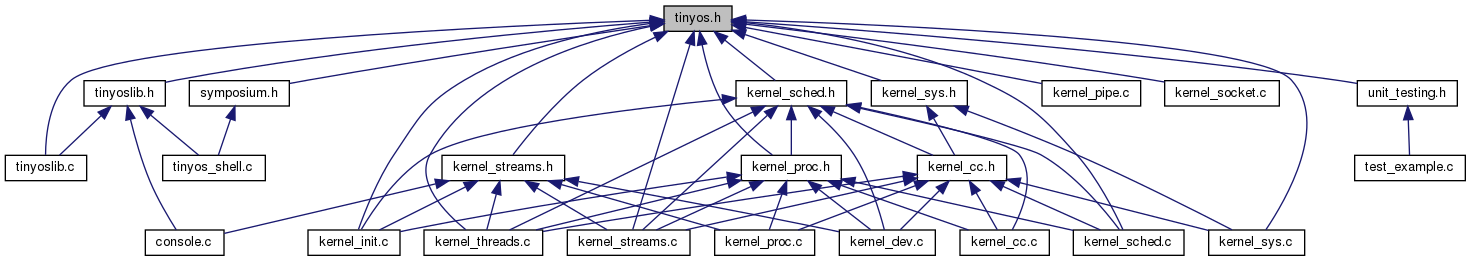 tinyos.h
tinyoslib.h
symposium.h
kernel_sched.h
kernel_sys.h
kernel_pipe.c
kernel_socket.c
unit_testing.h
tinyoslib.c
tinyos_shell.c
kernel_streams.h
kernel_proc.h
kernel_cc.h
test_example.c
console.c
kernel_init.c
kernel_threads.c
kernel_streams.c
kernel_proc.c
kernel_dev.c
kernel_cc.c
kernel_sched.c
kernel_sys.c